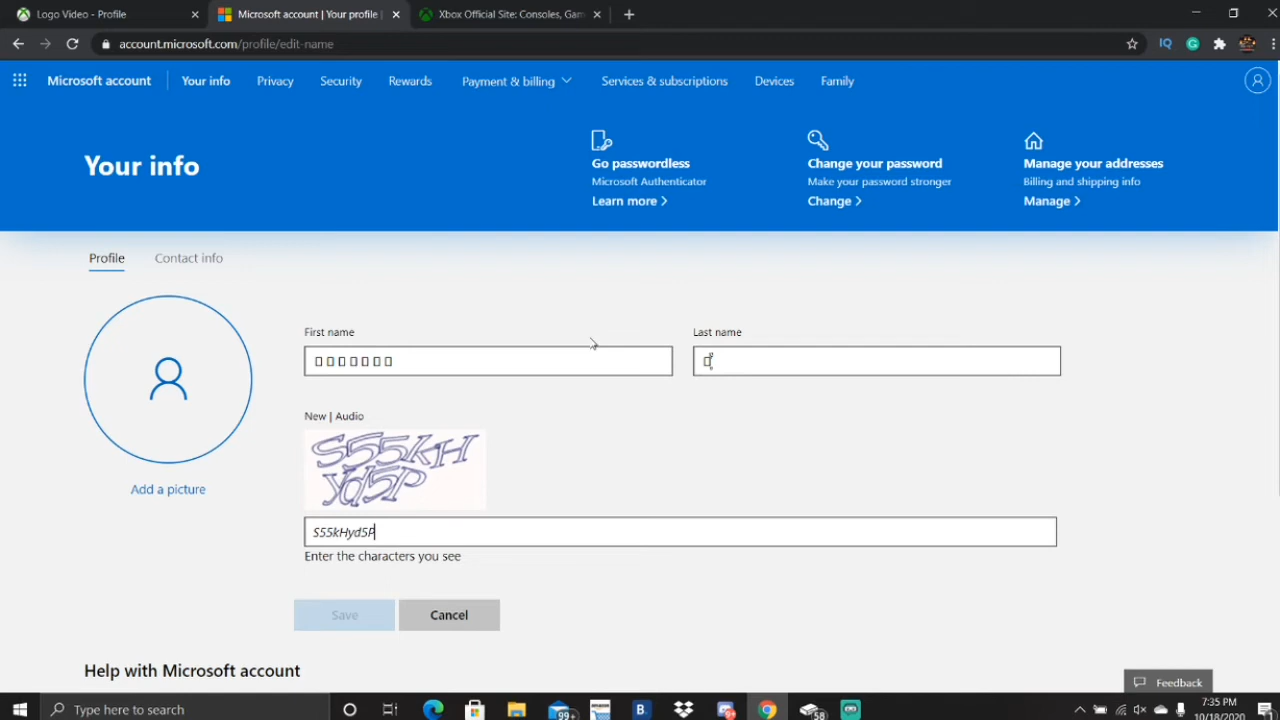 Logo Video - Profile
Microsoft account | Your profile |
Xbox Official Site: Consoles, Gam
account.microsoft.com/profile/edit-name
IQ
G
Microsoft account
Your info
Privacy
Security
Rewards
Payment & billing
Services & subscriptions
Devices
Family
Your info
Go passwordless
Microsoft Authenticator
Learn more >
Change your password
Make your password stronger
Change >
Manage your addresses
Billing and shipping info
Manage >
Profile
Contact info
Add a picture
First name
Last name
New | Audio
S55kH
yd5P
S55kHyd5P
Enter the characters you see
Save
Cancel
Help with Microsoft account
Feedback
Type here to search
99+
amazon
B.
58
7:35 PM
10/18/2020